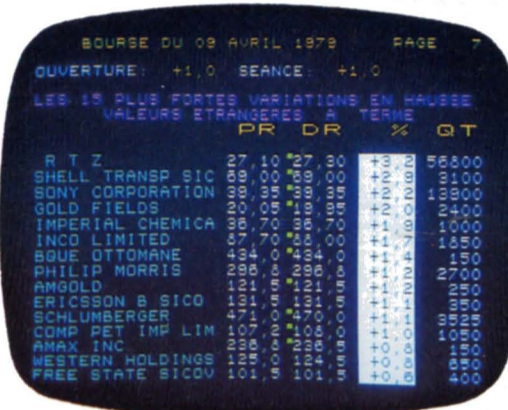 BOURSE DU 09 AVRIL 1979 PAGE 7
OUVERTURE: +1,0 SEANCE: +1,0
LES 15 PLUS FORTES VARIATIONS EN HAUSSE
VALEURS ETRANGERES A TERME
PR DR % QT
R T Z 27,10 27,30 +3,2 56800
SHELL TRANSP SIC 69,00 69,00 +2,9 3100
SONY CORPORATION 39,35 39,35 +2,2 13900
GOLD FIELDS 20,05 19,95 +2,0 2400
IMPERIAL CHEMICA 36,70 36,70 +1,9 1000
INCO LIMITED 87,70 88,00 +1,7 1850
BQUE OTTOMANE 434,0 434,0 +1,4 150
PHILIP MORRIS 296,8 296,8 +1,2 2700
AMGOLD 121,5 121,5 +1,2 250
ERICSSON B SICO 131,5 131,5 +1,1 350
SCHLUMBERGER 471,0 470,0 +1,1 9525
COMP PET IMP LIM 107,2 108,0 +1,0 1050
AMAX INC 238,8 238,5 +0,8 150
WESTERN HOLDINGS 125,0 124,5 +0,8 850
FREE STATE SICOV 101,5 101,5 +0,6 400